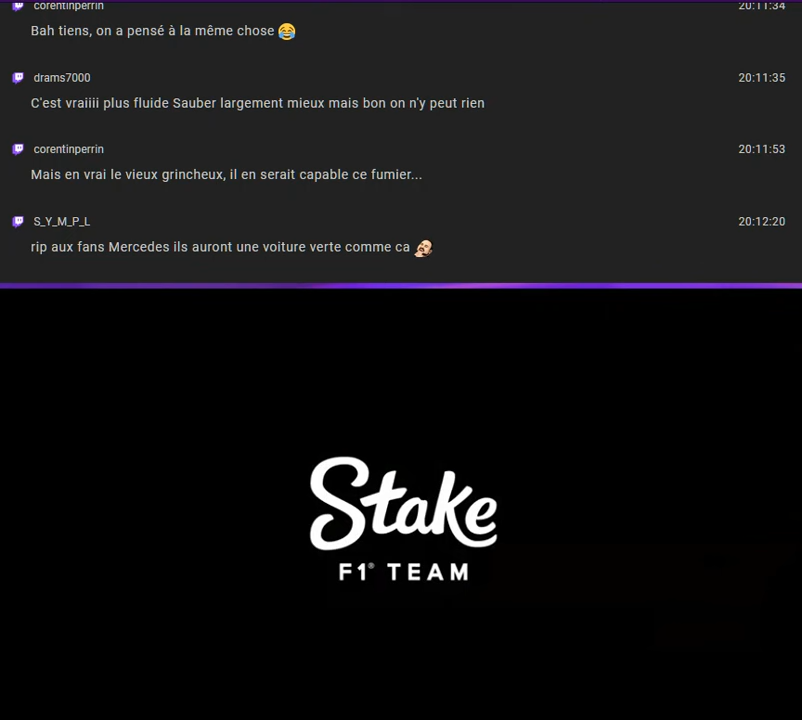 corentinperrin 20:11:34
Bah tiens, on a pensé à la même chose 😂
drams7000 20:11:35
C'est vraiiii plus fluide Sauber largement mieux mais bon on n'y peut rien
corentinperrin 20:11:53
Mais en vrai le vieux grincheux, il en serait capable ce fumier...
S_Y_M_P_L 20:12:20
rip aux fans Mercedes ils auront une voiture verte comme ca
Stake
F1® TEAM